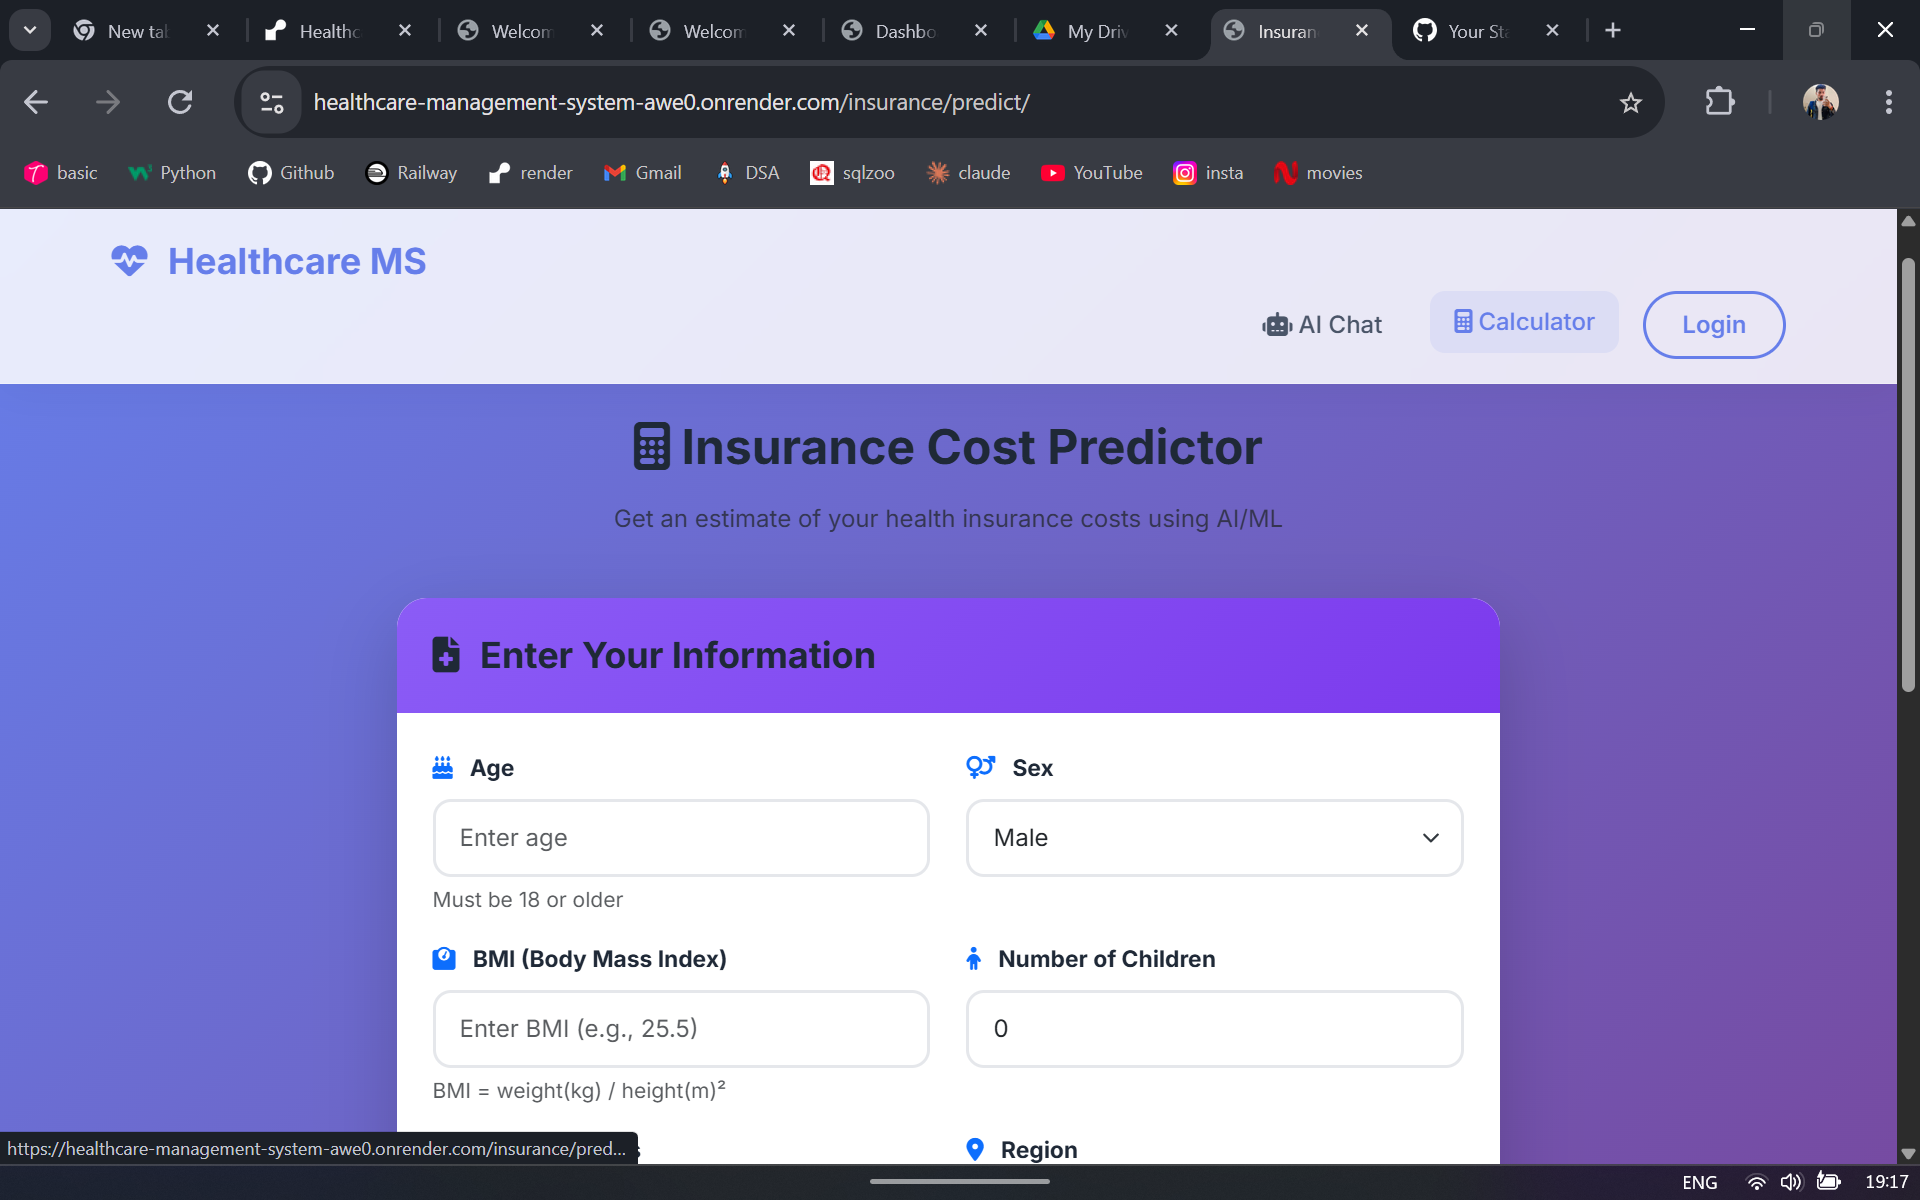 New tab
Healthc
Welcom
Welcom
Dashbo
My Driv
Insuran
Your Sta
healthcare-management-system-awe0.onrender.com/insurance/predict/
basic Python Github Railway render Gmail DSA sqlzoo claude YouTube insta movies
Healthcare MS
AI Chat Calculator Login
Insurance Cost Predictor
Get an estimate of your health insurance costs using AI/ML
Enter Your Information
Age
Enter age
Must be 18 or older
Sex
Male
BMI (Body Mass Index)
Enter BMI (e.g., 25.5)
BMI = weight(kg) / height(m)²
Number of Children
0
Region
https://healthcare-management-system-awe0.onrender.com/insurance/pred...
ENG 19:17